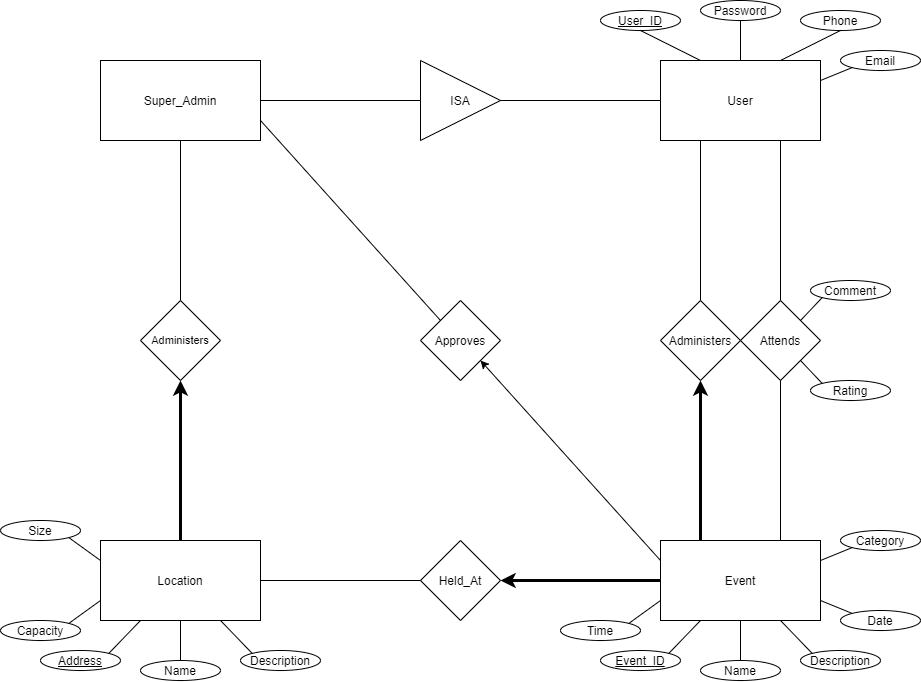 User_ID
Password
Phone
Email
Super_Admin
ISA
User
Comment
Administers
Approves
Administers
Attends
Rating
Size
Category
Location
Held_At
Event
Capacity
Time
Date
Address
Name
Description
Event_ID
Name
Description